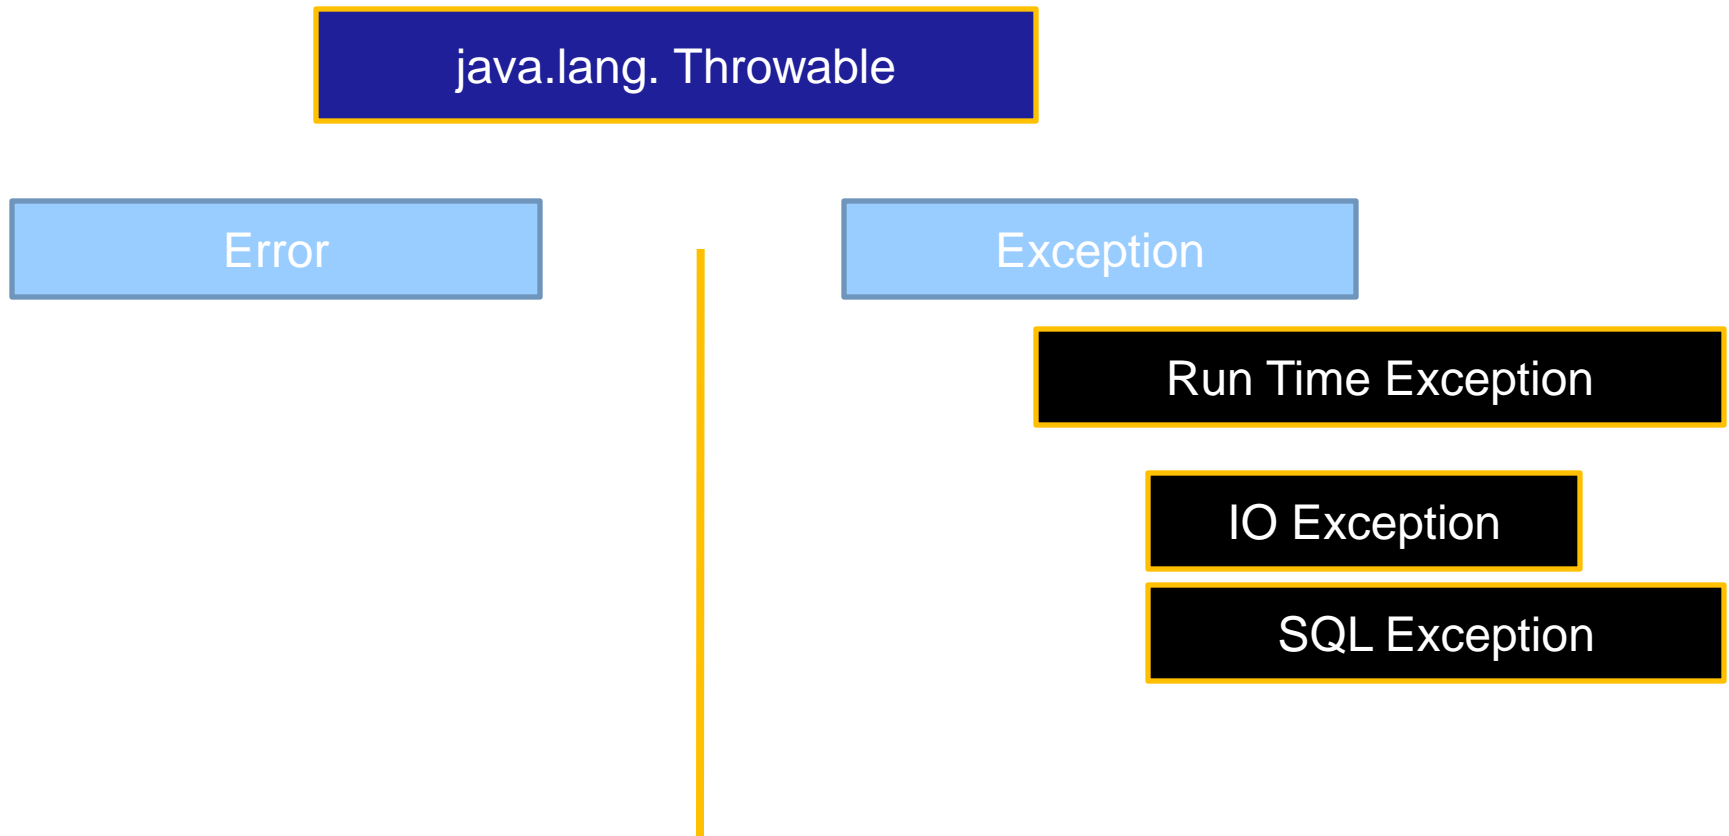 java.lang. Throwable
Error
Exception
Run Time Exception
IO Exception
SQL Exception